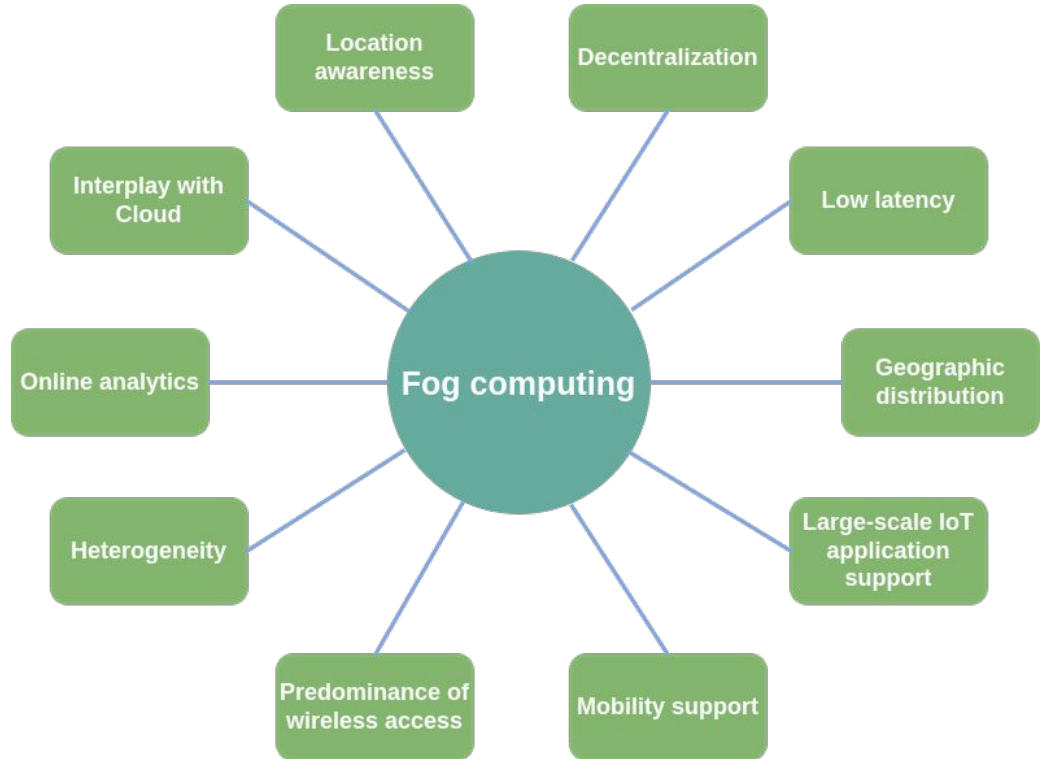 Location
awareness
Decentralization
Interplay with
Cloud
Low latency
Online analytics
Fog computing
Geographic
distribution
Heterogeneity
Large-scale IoT
application
support
Predominance of
wireless access
Mobility support